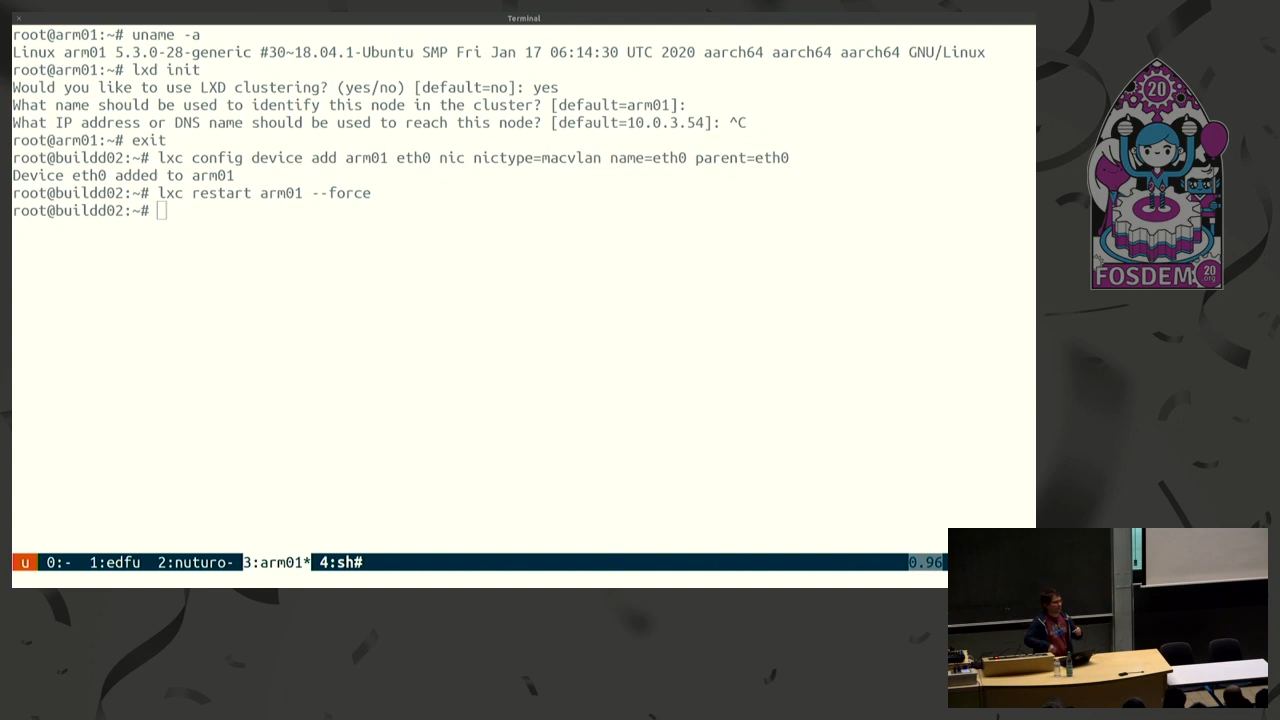 Terminal
root@arm01:~# uname -a
Linux arm01 5.3.0-28-generic #30~18.04.1-Ubuntu SMP Fri Jan 17 06:14:30 UTC 2020 aarch64 aarch64 aarch64 GNU/Linux
root@arm01:~# lxd init
Would you like to use LXD clustering? (yes/no) [default=no]: yes
What name should be used to identify this node in the cluster? [default=arm01]:
What IP address or DNS name should be used to reach this node? [default=10.0.3.54]: ^C
root@arm01:~# exit
root@buildd02:~# lxc config device add arm01 eth0 nic nictype=macvlan name=eth0 parent=eth0
Device eth0 added to arm01
root@buildd02:~# lxc restart arm01 --force
root@buildd02:~#
u 0:- 1:edfu 2:nuturo- 3:arm01* 4:sh# 0.96
20
FOSDEM 20 .org